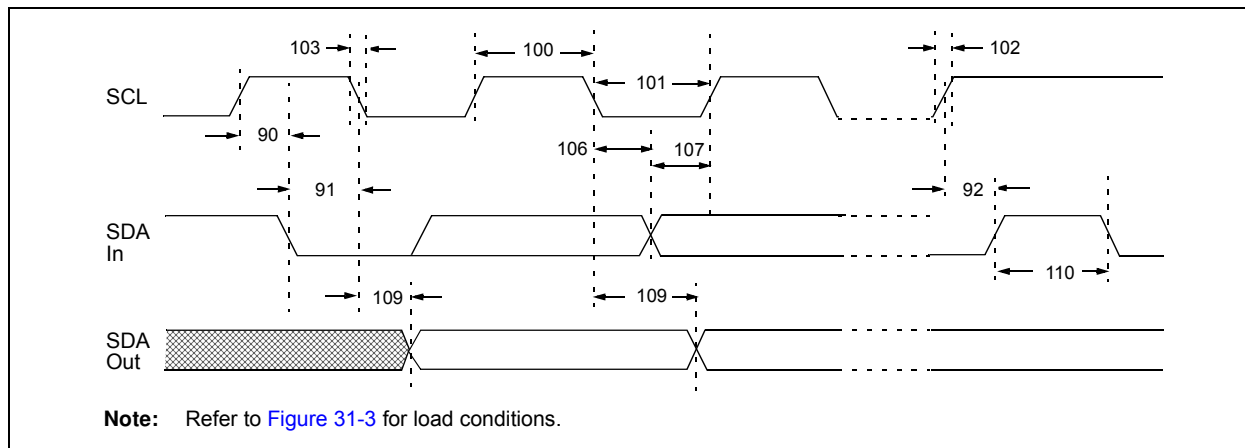 103
100
101
102
SCL
90
106
107
91
92
SDA
In
110
109
109
SDA
Out
Note: Refer to Figure 31-3 for load conditions.